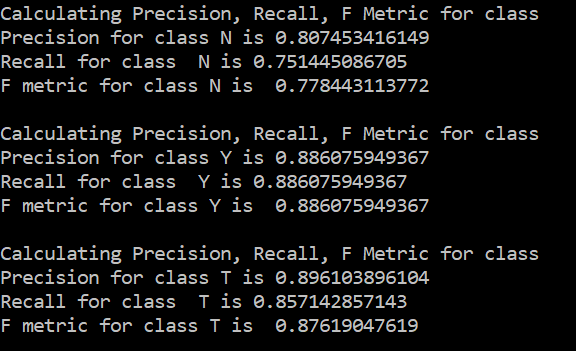 Calculating Precision, Recall, F Metric for class
Precision for class N is 0.807453416149
Recall for class  N is 0.751445086705
F metric for class N is  0.778443113772
Calculating Precision, Recall, F Metric for class
Precision for class Y is 0.886075949367
Recall for class  Y is 0.886075949367
F metric for class Y is  0.886075949367
Calculating Precision, Recall, F Metric for class
Precision for class T is 0.896103896104
Recall for class  T is 0.857142857143
F metric for class T is  0.87619047619